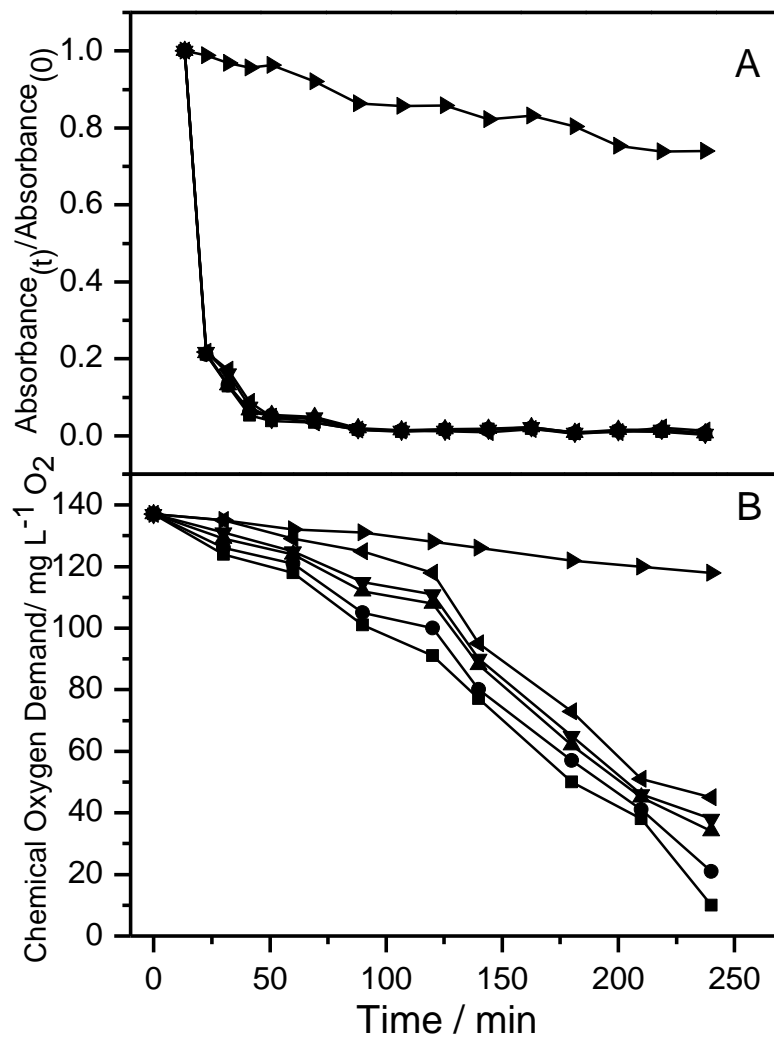 A
Absorbance(t)/Absorbance(0)
1.0
0.8
0.6
0.4
0.2
0.0
B
Chemical Oxygen Demand/ mg L-1 O2
140
120
100
80
60
40
20
0
0 50 100 150 200 250
Time / min